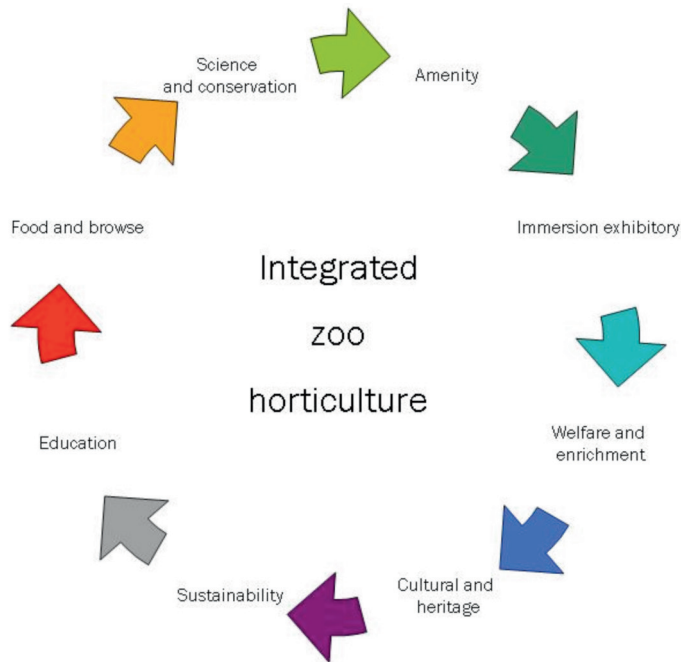 Science
and conservation
Amenity
Immersion exhibitory
Welfare and
enrichment
Cultural and
heritage
Sustainability
Education
Food and browse
Integrated
zoo
horticulture